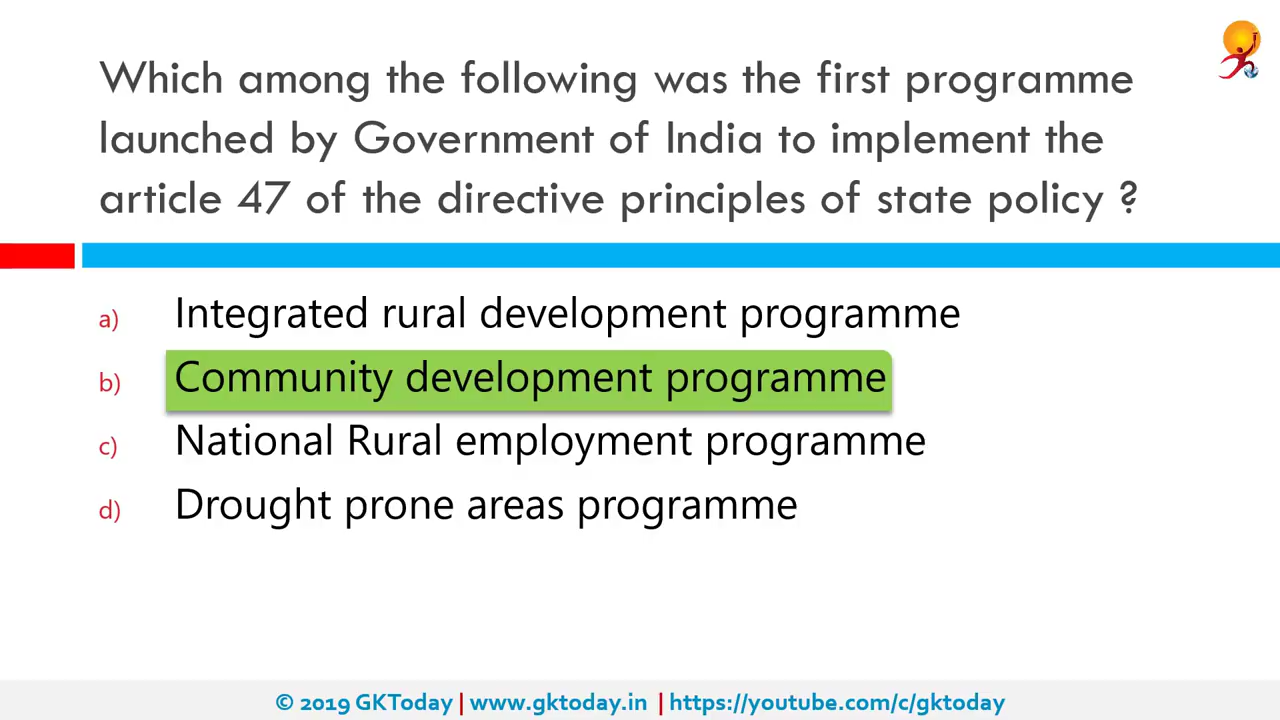 Which among the following was the first programme
launched by Government of India to implement the
article 47 of the directive principles of state policy ?
a) Integrated rural development programme
b) Community development programme
c) National Rural employment programme
d) Drought prone areas programme
© 2019 GKToday | www.gktoday.in | https://youtube.com/c/gktoday